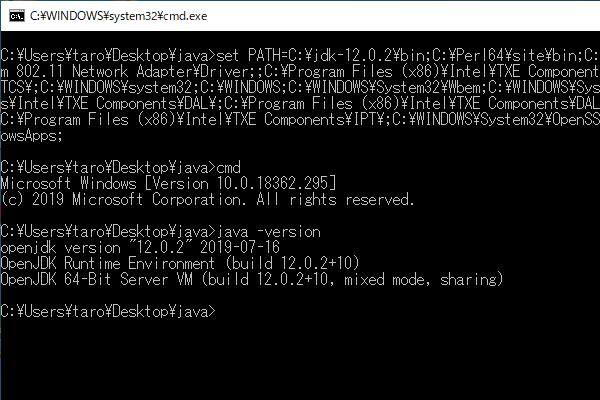 C:¥WINDOWS¥system32¥cmd.exe
C:¥Users¥taro¥Desktop¥java>set PATH=C:¥jdk-12.0.2¥bin;C:¥Perl64¥site¥bin;C:
m 802.11 Network Adapter¥Driver;;C:¥Program Files (x86)¥Intel¥TXE Component
TCS¥;C:¥WINDOWS¥system32;C:¥WINDOWS;C:¥WINDOWS¥System32¥Wbem;C:¥WINDOWS¥Sys
s¥Intel¥TXE Components¥DAL¥;C:¥Program Files (x86)¥Intel¥TXE Components¥DAL
C:¥Program Files (x86)¥Intel¥TXE Components¥IPT¥;C:¥WINDOWS¥System32¥OpenSS
owsApps;
C:¥Users¥taro¥Desktop¥java>cmd
Microsoft Windows [Version 10.0.18362.295]
(c) 2019 Microsoft Corporation. All rights reserved.
C:¥Users¥taro¥Desktop¥java>java -version
openjdk version "12.0.2" 2019-07-16
OpenJDK Runtime Environment (build 12.0.2+10)
OpenJDK 64-Bit Server VM (build 12.0.2+10, mixed mode, sharing)
C:¥Users¥taro¥Desktop¥java>